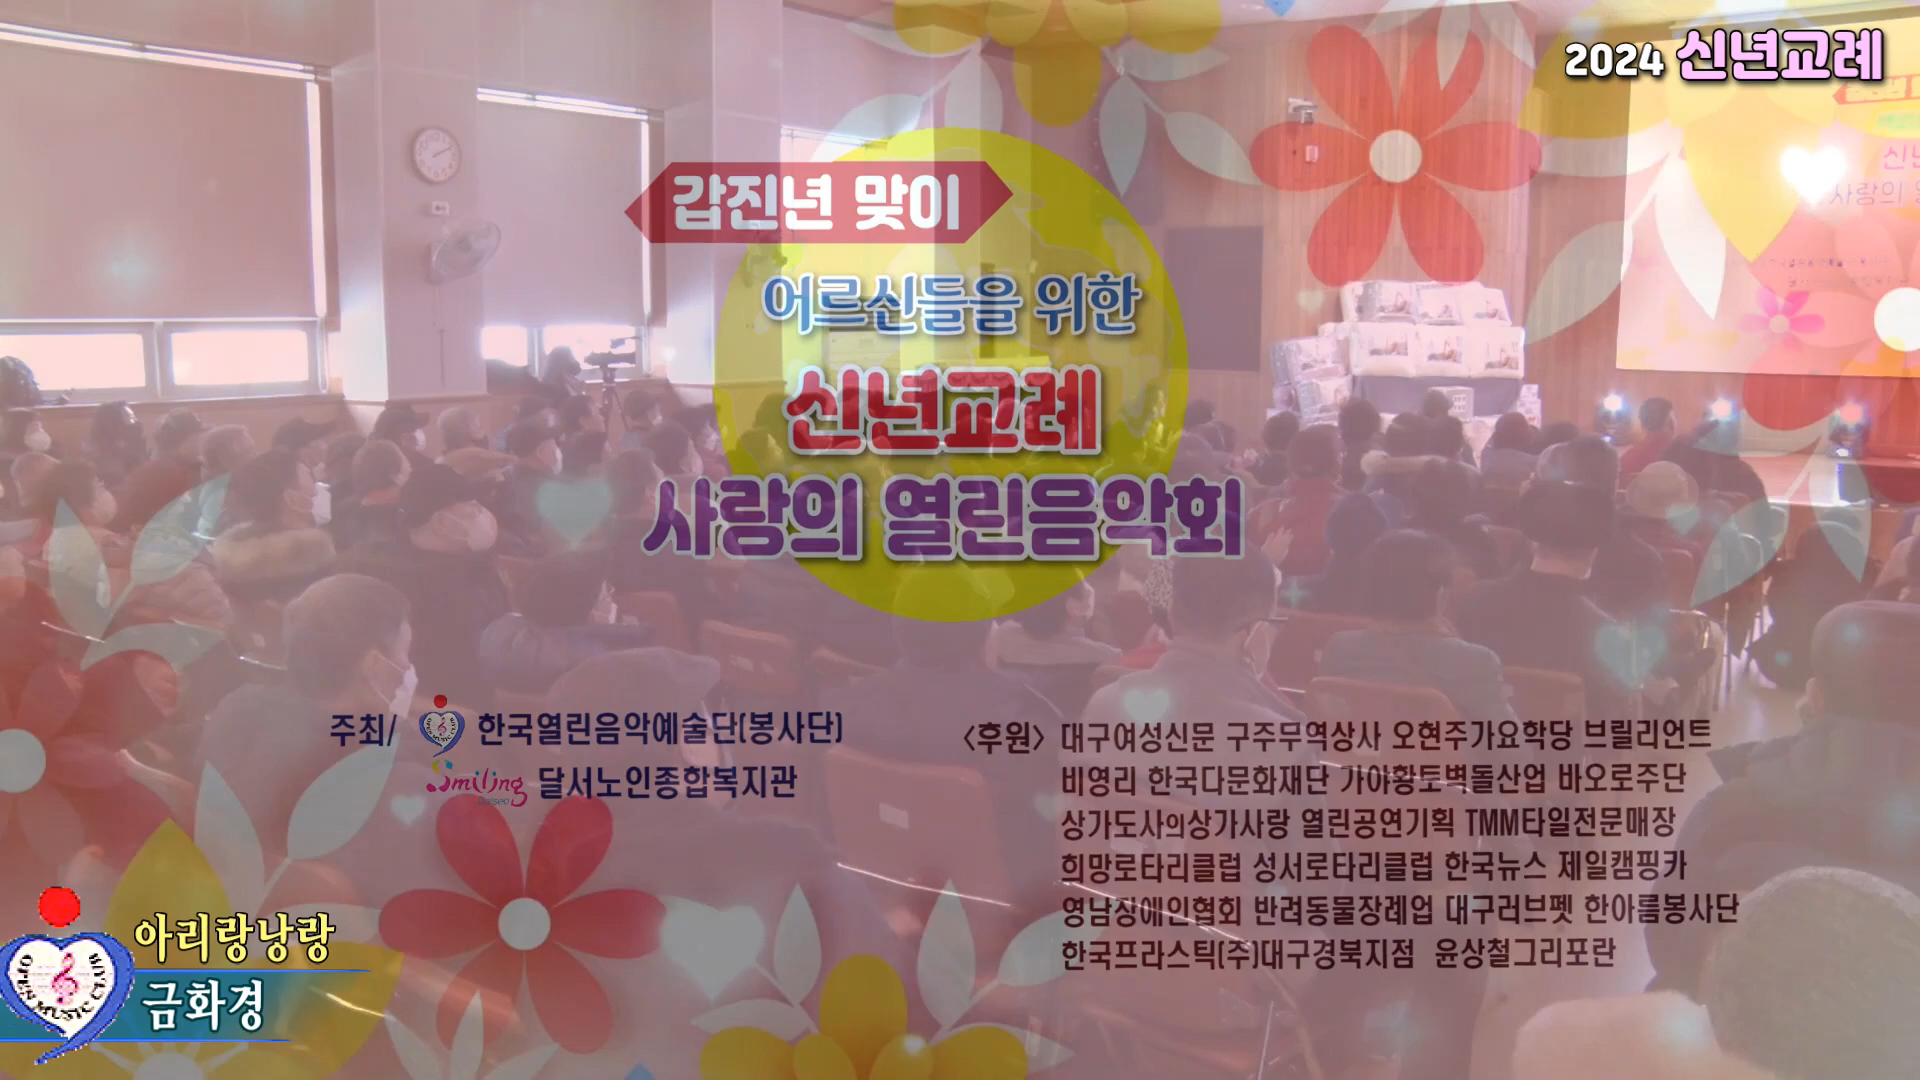 2024 신년교례
갑진년 맞이
어르신들을 위한
신년교례
사랑의 열린음악회
주최/ 한국열린음악예술단(봉사단)
Smiling 달서노인종합복지관
<후원> 대구여성신문 구주무역상사 오현주가요학당 브릴리언트
비영리 한국다문화재단 가야황토벽돌산업 바오로주단
상가도사의상가사랑 열린공연기획 TMM타일전문매장
희망로타리클럽 성서로타리클럽 한국뉴스 제일캠핑카
영남장애인협회 반려동물장례업 대구러브펫 한아름봉사단
한국프라스틱(주)대구경북지점 윤상철그리포란
아리랑낭랑
금화경
OPEN MUSIC CLUB